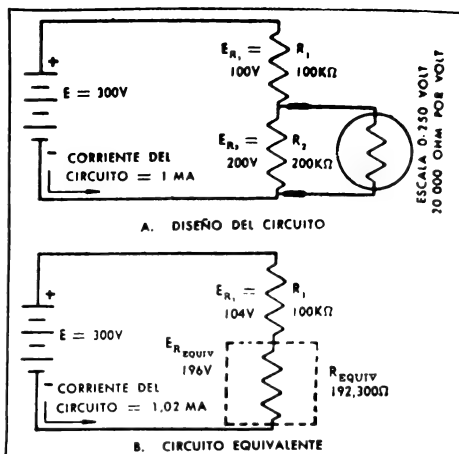 E_R₁ =
100V
R₁
100KΩ
E = 300V
E_R₂ =
200V
R₂
200KΩ
ESCALA 0-250 VOLT
20 000 OHM POR VOLT
CORRIENTE DEL
CIRCUITO = 1 MA
A. DISEÑO DEL CIRCUITO
E_R₁ =
104V
R₁
100KΩ
E = 300V
E_R EQUIV
196V
R EQUIV
192,300Ω
CORRIENTE DEL
CIRCUITO = 1,02 MA
B. CIRCUITO EQUIVALENTE